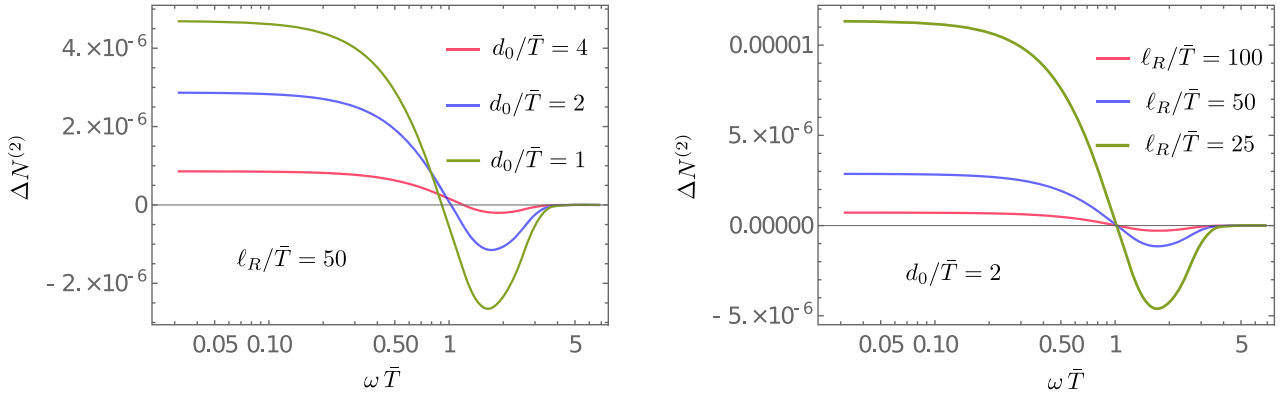 4.×10⁻⁶
2.×10⁻⁶
0
-2.×10⁻⁶
ΔN⁽²⁾
d₀/T̄ = 4
d₀/T̄ = 2
d₀/T̄ = 1
ℓ_R/T̄ = 50
0.05 0.10 0.50 1 5
ω T̄
0.00001
5.×10⁻⁶
0.00000
-5.×10⁻⁶
ΔN⁽²⁾
ℓ_R/T̄ = 100
ℓ_R/T̄ = 50
ℓ_R/T̄ = 25
d₀/T̄ = 2
0.05 0.10 0.50 1 5
ω T̄